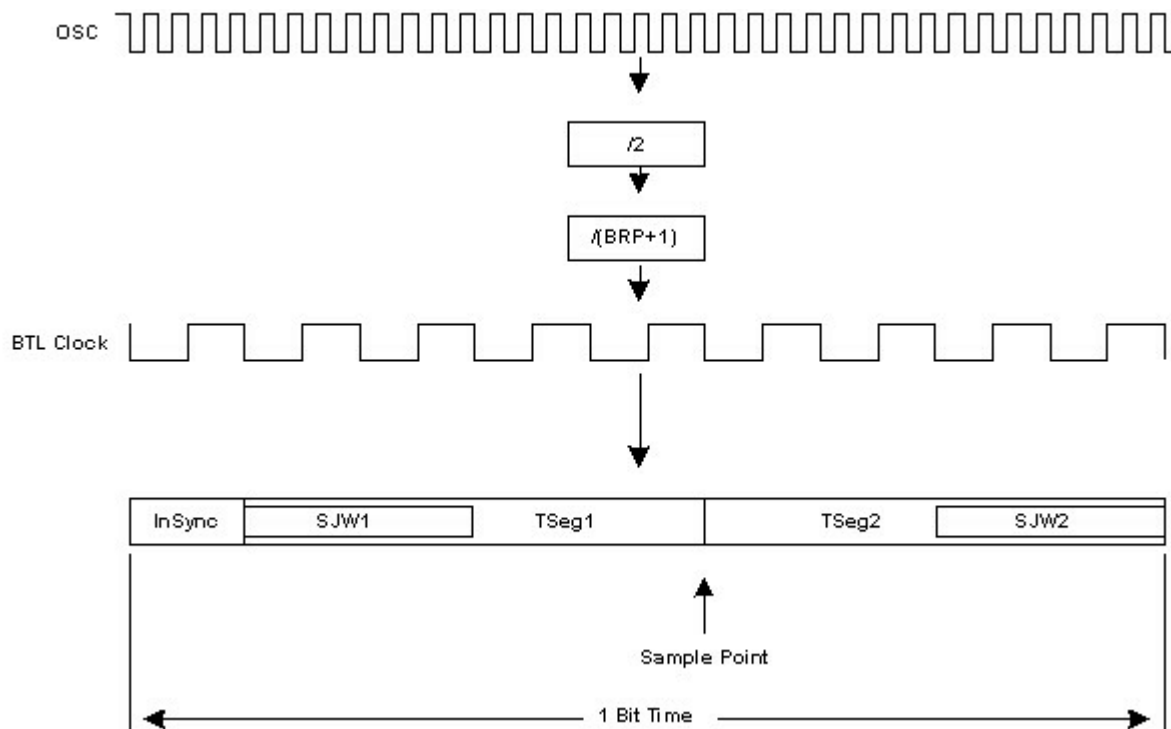 OSC
/2
/(BRP+1)
BTL Clock
InSync SJW1 TSeg1 TSeg2 SJW2
Sample Point
1 Bit Time